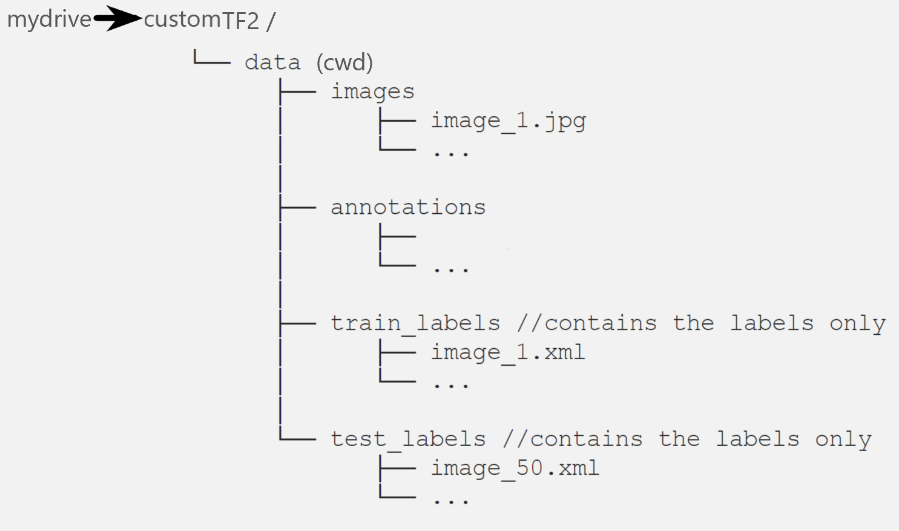 mydrive customTF2 /
data (cwd)
images
image_1.jpg
...
annotations
...
train_labels //contains the labels only
image_1.xml
...
test_labels //contains the labels only
image_50.xml
...